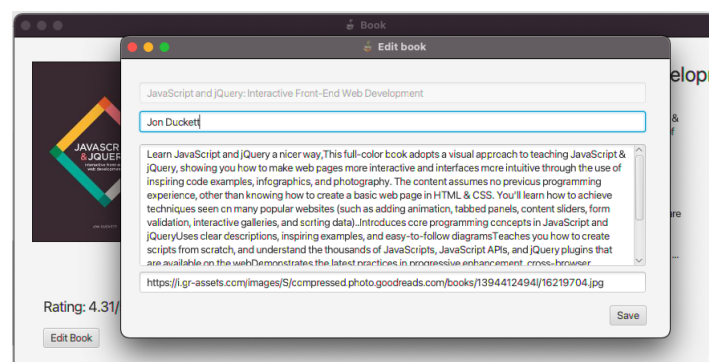 Book
Edit book
JavaScript and jQuery: Interactive Front-End Web Development
Jon Duckett
Learn JavaScript and jQuery a nicer way,This full-color book adopts a visual approach to teaching JavaScript &
jQuery, showing you how to make web pages more interactive and interfaces more intuitive through the use of
inspiring code examples, infographics, and photography. The content assumes no previous programming
experience, other than knowing how to create a basic web page in HTML & CSS. You'll learn how to achieve
techniques seen on many popular websites (such as adding animation, tabbed panels, content sliders, form
validation, interactive galleries, and sorting data)..Introduces core programming concepts in JavaScript and
jQueryUses clear descriptions, inspiring examples, and easy-to-follow diagramsTeaches you how to create
scripts from scratch, and understand the thousands of JavaScripts, JavaScript APIs, and jQuery plugins that
are available on the webDemonstrates the latest practices in progressive enhancement, cross-browser
https://i.gr-assets.com/images/S/compressed.photo.goodreads.com/books/1394412494l/16219704.jpg
Save
JAVASCR
&JQUER
JON DUCKETT
Rating: 4.31/
Edit Book
elop
&
f
are
...